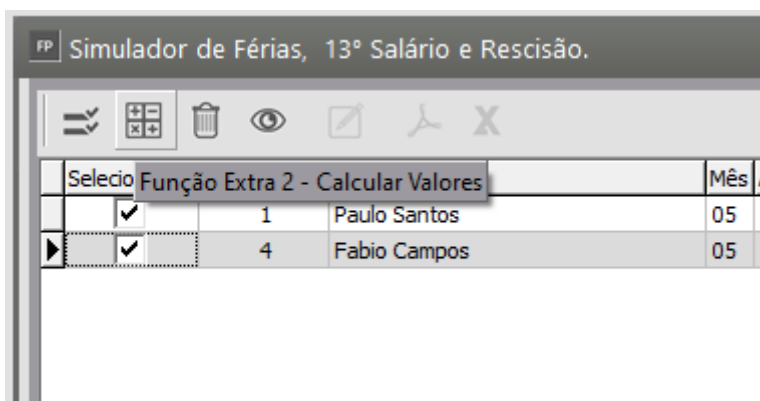 FP Simulador de Férias, 13º Salário e Rescisão.
Selecio Função Extra 2 - Calcular Valores Mês
1 Paulo Santos 05
4 Fabio Campos 05